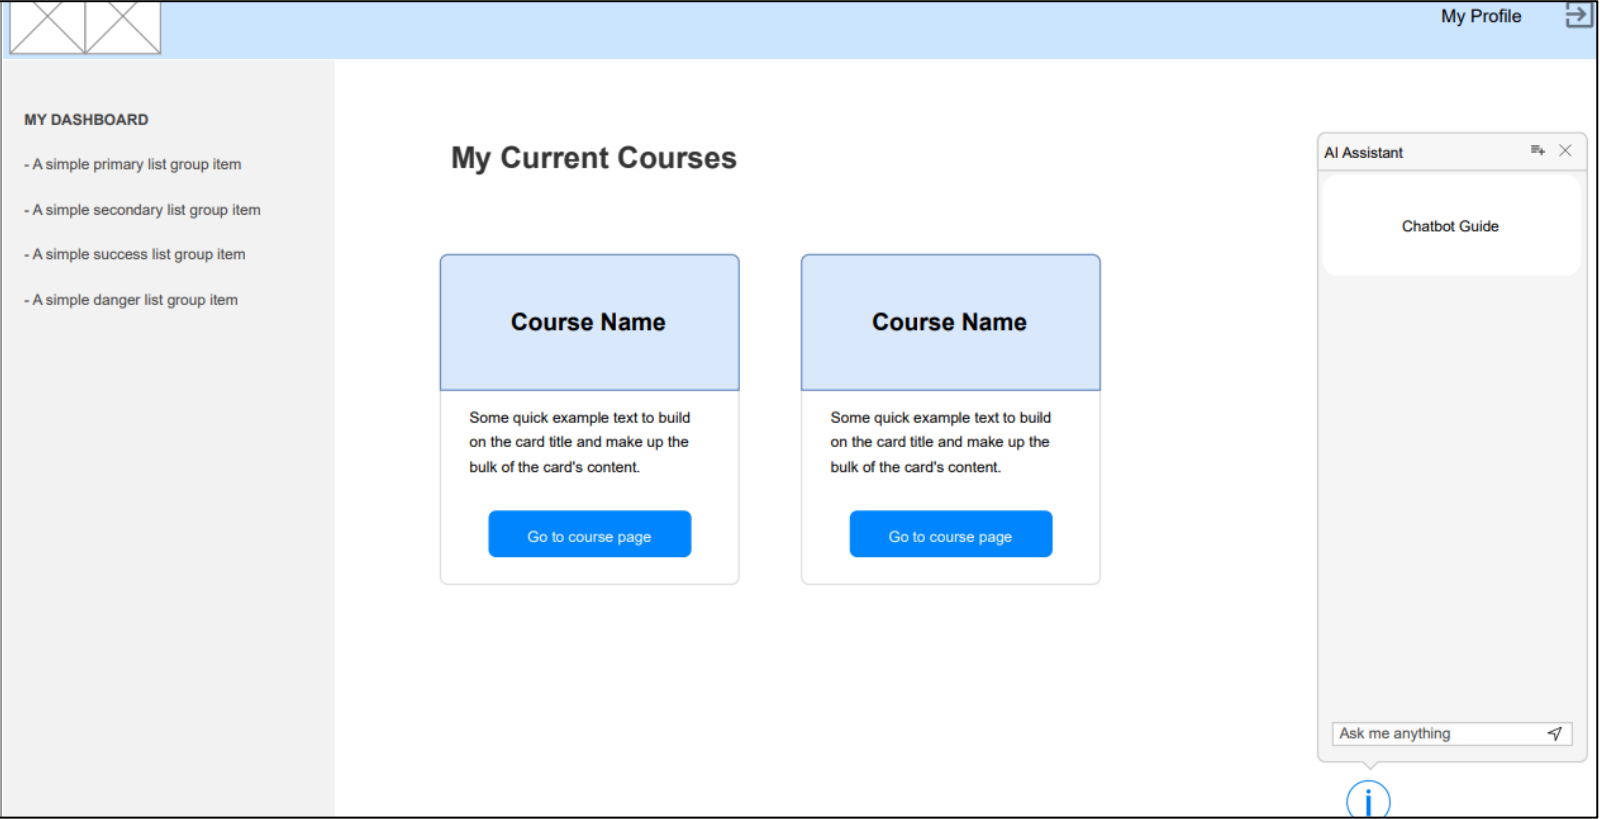 My Profile
MY DASHBOARD
- A simple primary list group item
- A simple secondary list group item
- A simple success list group item
- A simple danger list group item
My Current Courses
Course Name
Some quick example text to build
on the card title and make up the
bulk of the card's content.
Go to course page
Course Name
Some quick example text to build
on the card title and make up the
bulk of the card's content.
Go to course page
AI Assistant
Chatbot Guide
Ask me anything